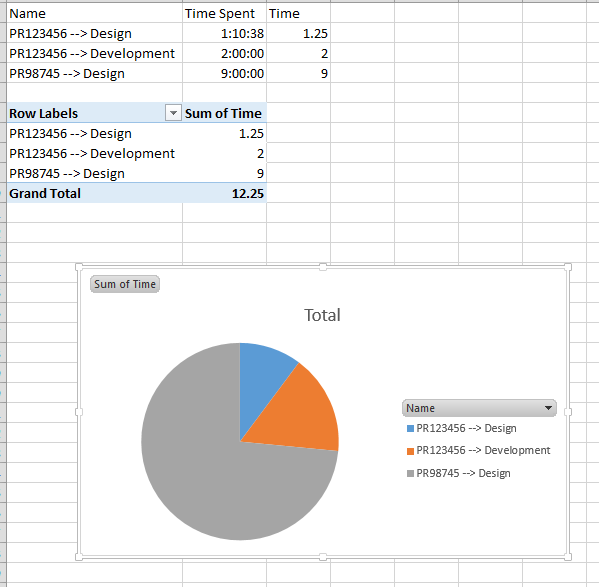 Name Time Spent Time
PR123456 --> Design 1:10:38 1.25
PR123456 --> Development 2:00:00 2
PR98745 --> Design 9:00:00 9
Row Labels Sum of Time
PR123456 --> Design 1.25
PR123456 --> Development 2
PR98745 --> Design 9
Grand Total 12.25
Sum of Time
Total
Name
PR123456 --> Design
PR123456 --> Development
PR98745 --> Design